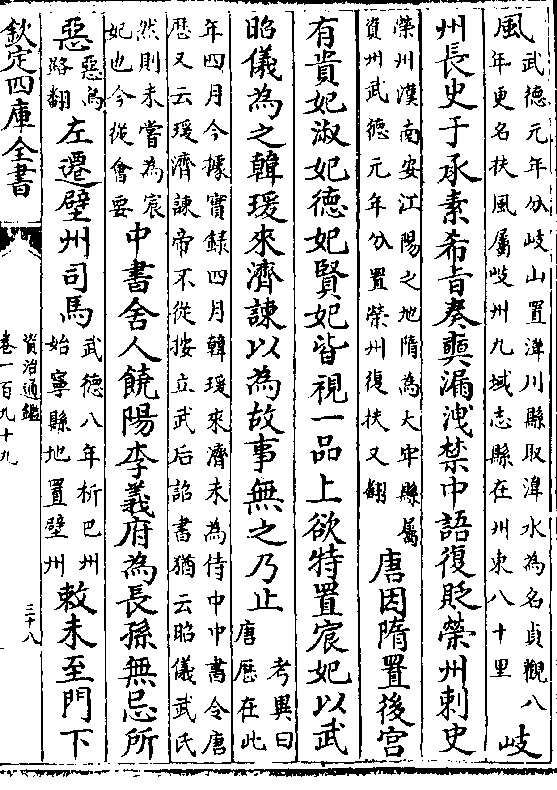 風武德元年分岐山置湋川縣取湋水為名貞觀八
年更名扶風屬岐州九域志縣在州東八十里岐
州長史于承素希旨奏奭漏洩禁中語復貶榮州刺史
榮州漢南安江陽之地隋為大牢縣屬
資州武德元年分置榮州復扶又翻唐因隋置後宮
有貴妃淑妃德妃賢妃皆視一品上欲特置宸妃以武
昭儀為之韓瑗來濟諫以為故事無之乃止考異曰
唐歴在此
年四月今據實録四月韓瑗來濟未為侍中中書令唐
歴又云瑗濟諫帝不從按立武后詔書猶云昭儀武氏
然則未嘗為宸
妃也今從會要中書舍人饒陽李義府為長孫無忌所
惡惡烏
路翻左遷壁州司馬武德八年析巴州
始寧縣地置壁州敕未至門下
欽定四庫全書
資治通鑑
卷一百九十九
三十八